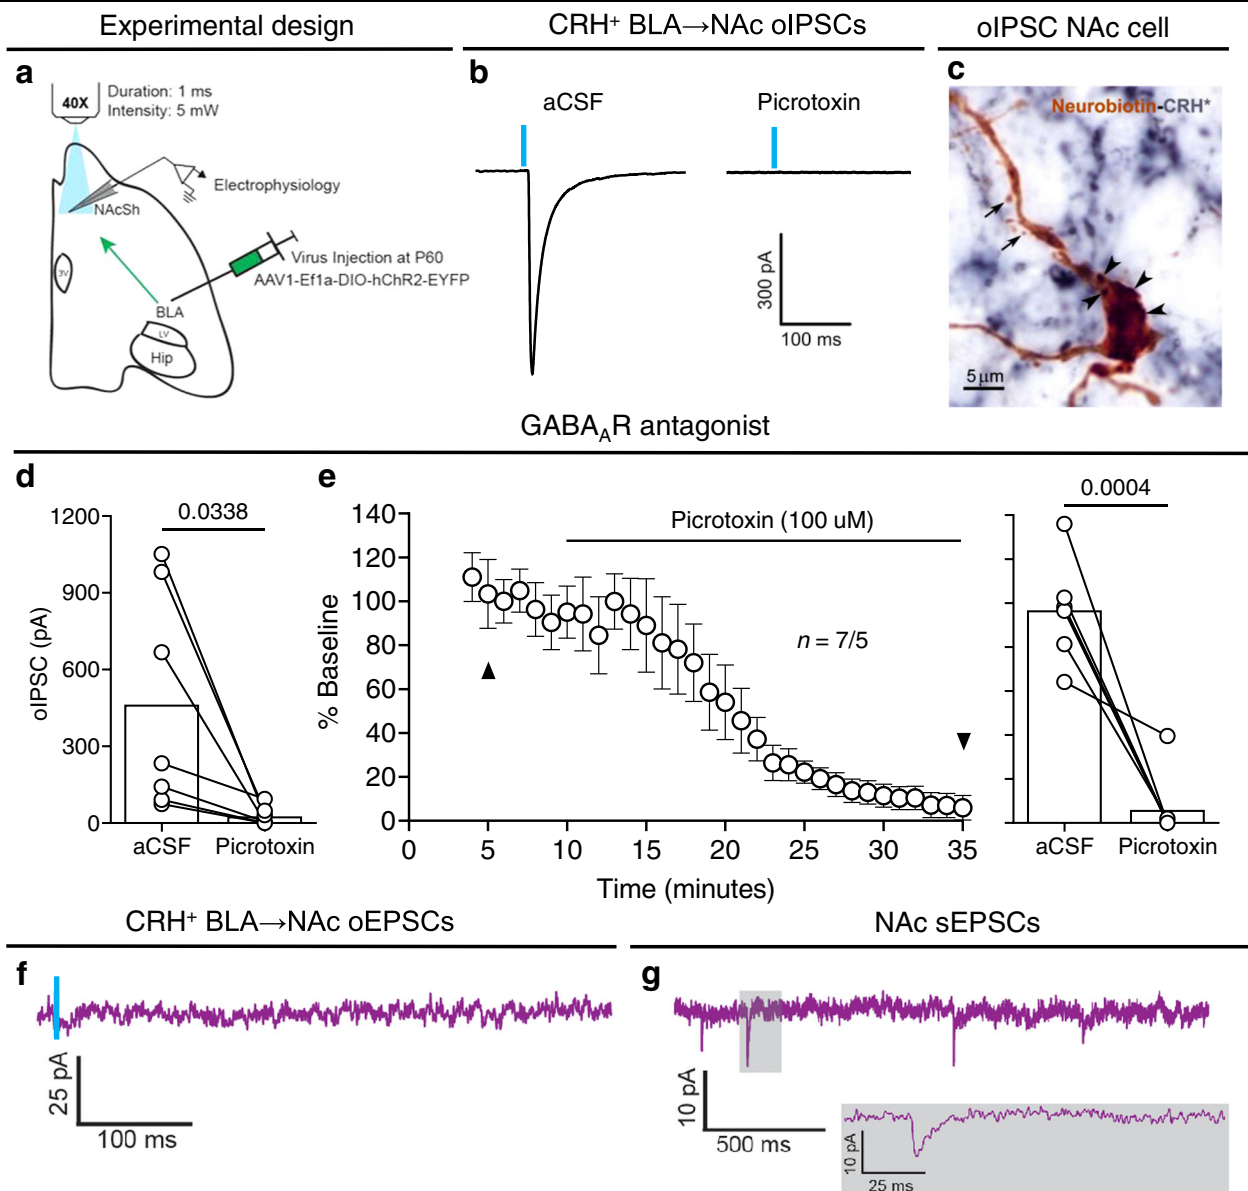 Experimental design
CRH⁺ BLA→NAc oIPSCs
oIPSC NAc cell
a
40X
Duration: 1 ms
Intensity: 5 mW
Electrophysiology
NAcSh
3V
Virus Injection at P60
AAV1-Ef1a-DIO-hChR2-EYFP
BLA
LV
Hip
b
aCSF
Picrotoxin
300 pA
100 ms
c
Neurobiotin-CRH*
5 µm
GABA_AR antagonist
d
0.0338
1200
900
600
300
0
oIPSC (pA)
aCSF Picrotoxin
e
140
120
100
80
60
40
20
0
% Baseline
Picrotoxin (100 uM)
n = 7/5
0 5 10 15 20 25 30 35
Time (minutes)
0.0004
aCSF Picrotoxin
CRH⁺ BLA→NAc oEPSCs
NAc sEPSCs
f
25 pA
100 ms
g
10 pA
500 ms
10 pA
25 ms